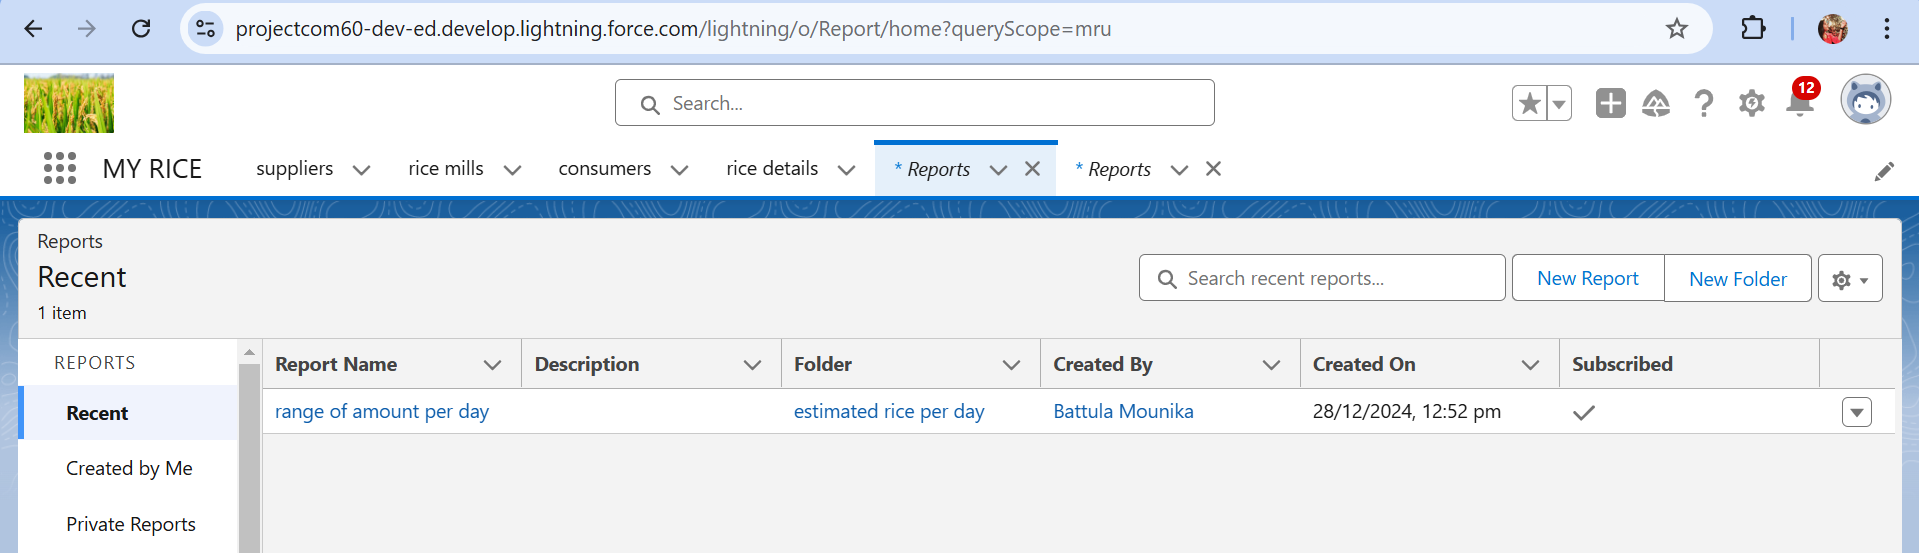 projectcom60-dev-ed.develop.lightning.force.com/lightning/o/Report/home?queryScope=mru
Search...
12
MY RICE suppliers rice mills consumers rice details * Reports * Reports
Reports
Recent
1 item
Search recent reports...
New Report
New Folder
REPORTS
Recent
Created by Me
Private Reports
Report Name Description Folder Created By Created On Subscribed
range of amount per day estimated rice per day Battula Mounika 28/12/2024, 12:52 pm